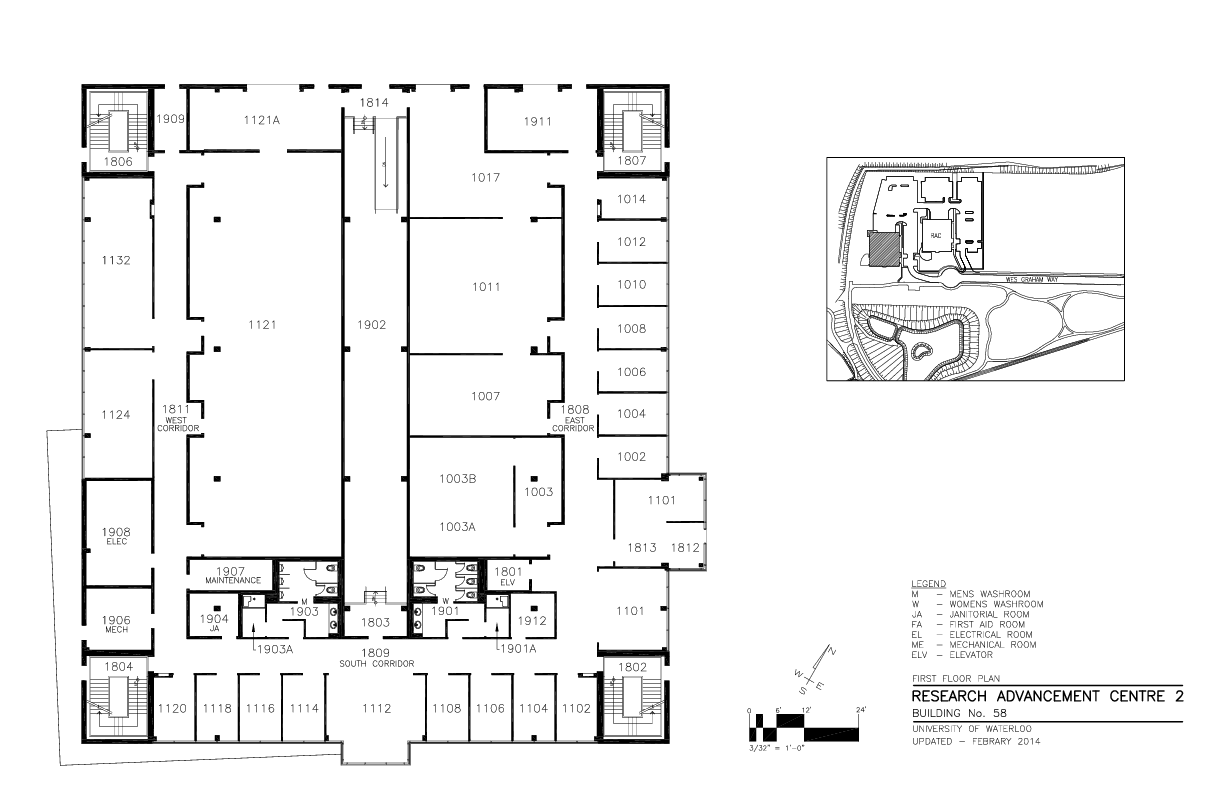 1814
1909
1121A
1911
1806
1807
1017
1014
1012
1132
1011
1010
1121
1902
1008
1006
1007
1124
1811
WEST
CORRIDOR
1808
EAST
CORRIDOR
1004
1002
1003B
1003
1101
1003A
1908
ELEC
1813
1812
1907
MAINTENANCE
1801
ELV
M
W
1906
MECH
1904
JA
1903
1803
1901
1912
1101
1903A
1901A
1809
SOUTH CORRIDOR
1804
1802
1120
1118
1116
1114
1112
1108
1106
1104
1102
RAC
WES GRAHAM WAY
LEGEND
M – MENS WASHROOM
W – WOMENS WASHROOM
JA – JANITORIAL ROOM
FA – FIRST AID ROOM
EL – ELECTRICAL ROOM
ME – MECHANICAL ROOM
ELV – ELEVATOR
N
W
E
S
0 6' 12' 24'
3/32" = 1'-0"
FIRST FLOOR PLAN
RESEARCH ADVANCEMENT CENTRE 2
BUILDING No. 58
UNIVERSITY OF WATERLOO
UPDATED – FEBRARY 2014